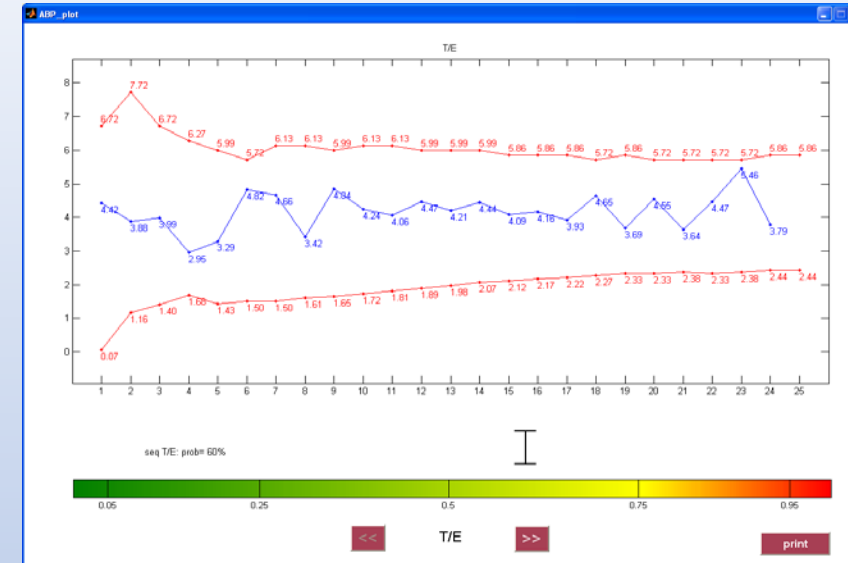 ABP_plot
T/E
8
7
6
5
4
3
2
1
0
6.72 7.72 6.72 6.27 5.99 5.72 6.13 6.13 5.99 6.13 6.13 5.99 5.99 5.99 5.86 5.86 5.86 5.72 5.86 5.72 5.72 5.72 5.72 5.86 5.86
4.42 3.88 3.99 2.95 3.29 4.82 4.66 3.42 4.84 4.24 4.06 4.47 4.21 4.44 4.09 4.16 3.93 4.65 3.69 4.55 3.64 4.47 5.46 3.79
0.07 1.16 1.40 1.68 1.43 1.50 1.50 1.61 1.65 1.72 1.81 1.89 1.98 2.07 2.12 2.17 2.22 2.27 2.33 2.33 2.38 2.33 2.38 2.44 2.44
1 2 3 4 5 6 7 8 9 10 11 12 13 14 15 16 17 18 19 20 21 22 23 24 25
seq T/E: prob= 60%
0.05 0.25 0.5 0.75 0.95
<< T/E >>
print